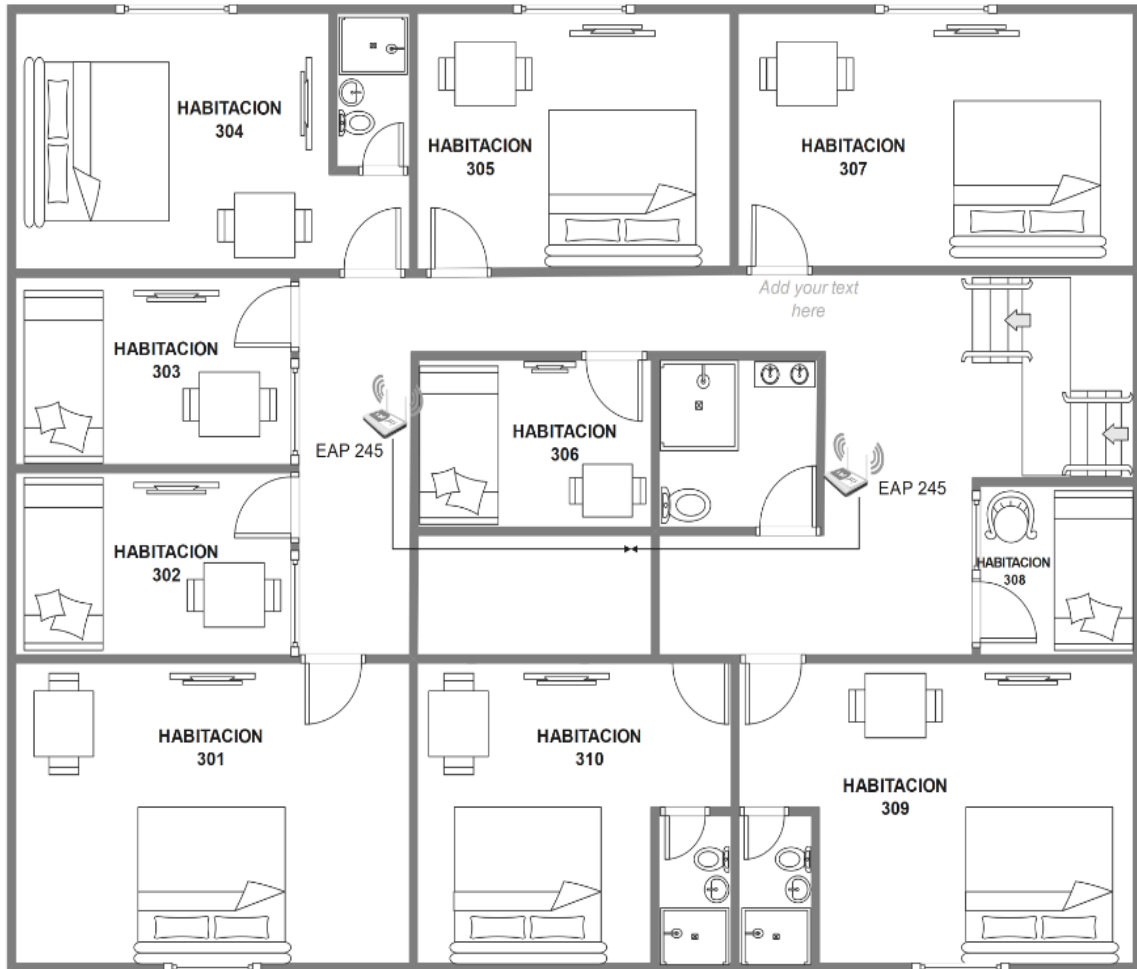 HABITACION
304
HABITACION
305
HABITACION
307
Add your text
here
HABITACION
303
EAP 245
HABITACION
306
EAP 245
HABITACION
302
HABITACION
308
HABITACION
301
HABITACION
310
HABITACION
309